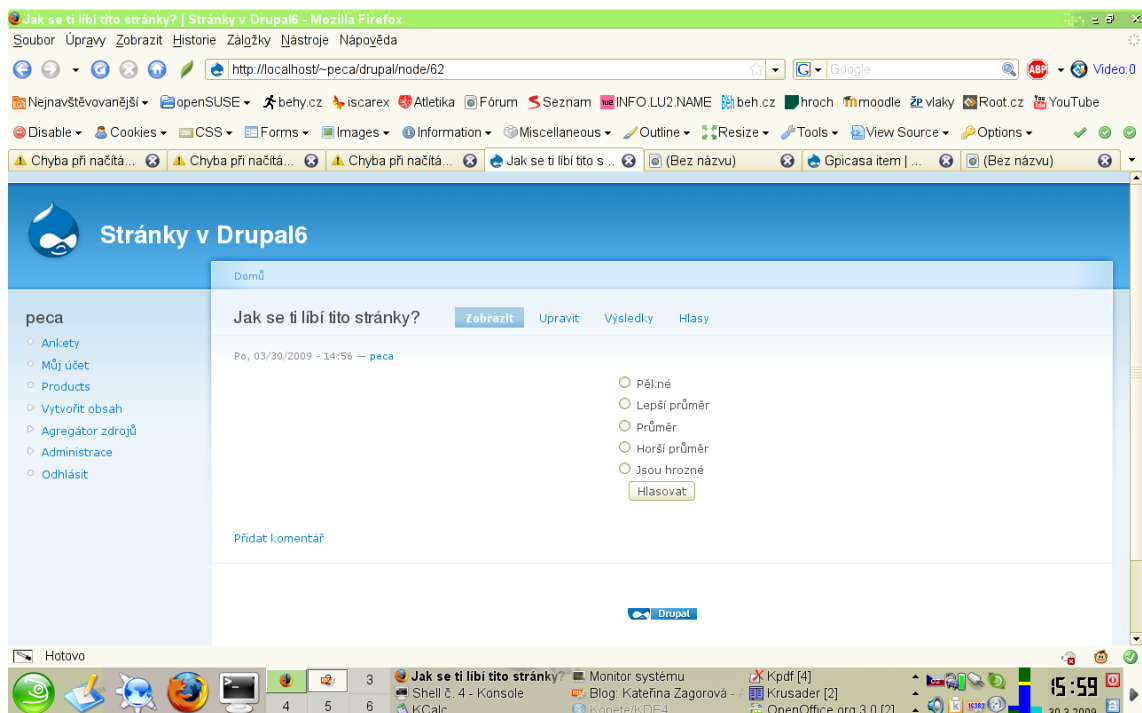 Jak se ti líbí tito stránky? | Stránky v Drupal6 - Mozilla Firefox
Soubor Úpravy Zobrazit Historie Záložky Nástroje Nápověda
http://localhost/~peca/drupal/node/62 G Google ABP Video:0
Nejnavštěvovanější openSUSE behy.cz iscarex Atletika Fórum Seznam INFO.LU2.NAME beh.cz hroch moodle vlaky Root.cz YouTube
Disable Cookies CSS Forms Images Information Miscellaneous Outline Resize Tools View Source Options
Chyba při načítá... Chyba při načítá... Chyba při načítá... Jak se ti líbí tito s... (Bez názvu) Gpicasa item | ... (Bez názvu)
Stránky v Drupal6
Domů
peca
Ankety
Můj účet
Products
Vytvořit obsah
Agregátor zdrojů
Administrace
Odhlásit
Jak se ti líbí tito stránky? Zobrazit Upravit Výsledky Hlasy
Po, 03/30/2009 - 14:56 — peca
Pěkné
Lepší průměr
Průměr
Horší průměr
Jsou hrozné
Hlasovat
Přidat komentář
Drupal
Hotovo
3 Jak se ti líbí tito stránky? Monitor systému Kpdf [4]
Shell č. 4 - Konsole Blog: Kateřina Zagorová - Krusader [2] 15:59
4 5 6 KCalc Kopete/KDE4 OpenOffice.org 3.0 [2] 30.3.2009